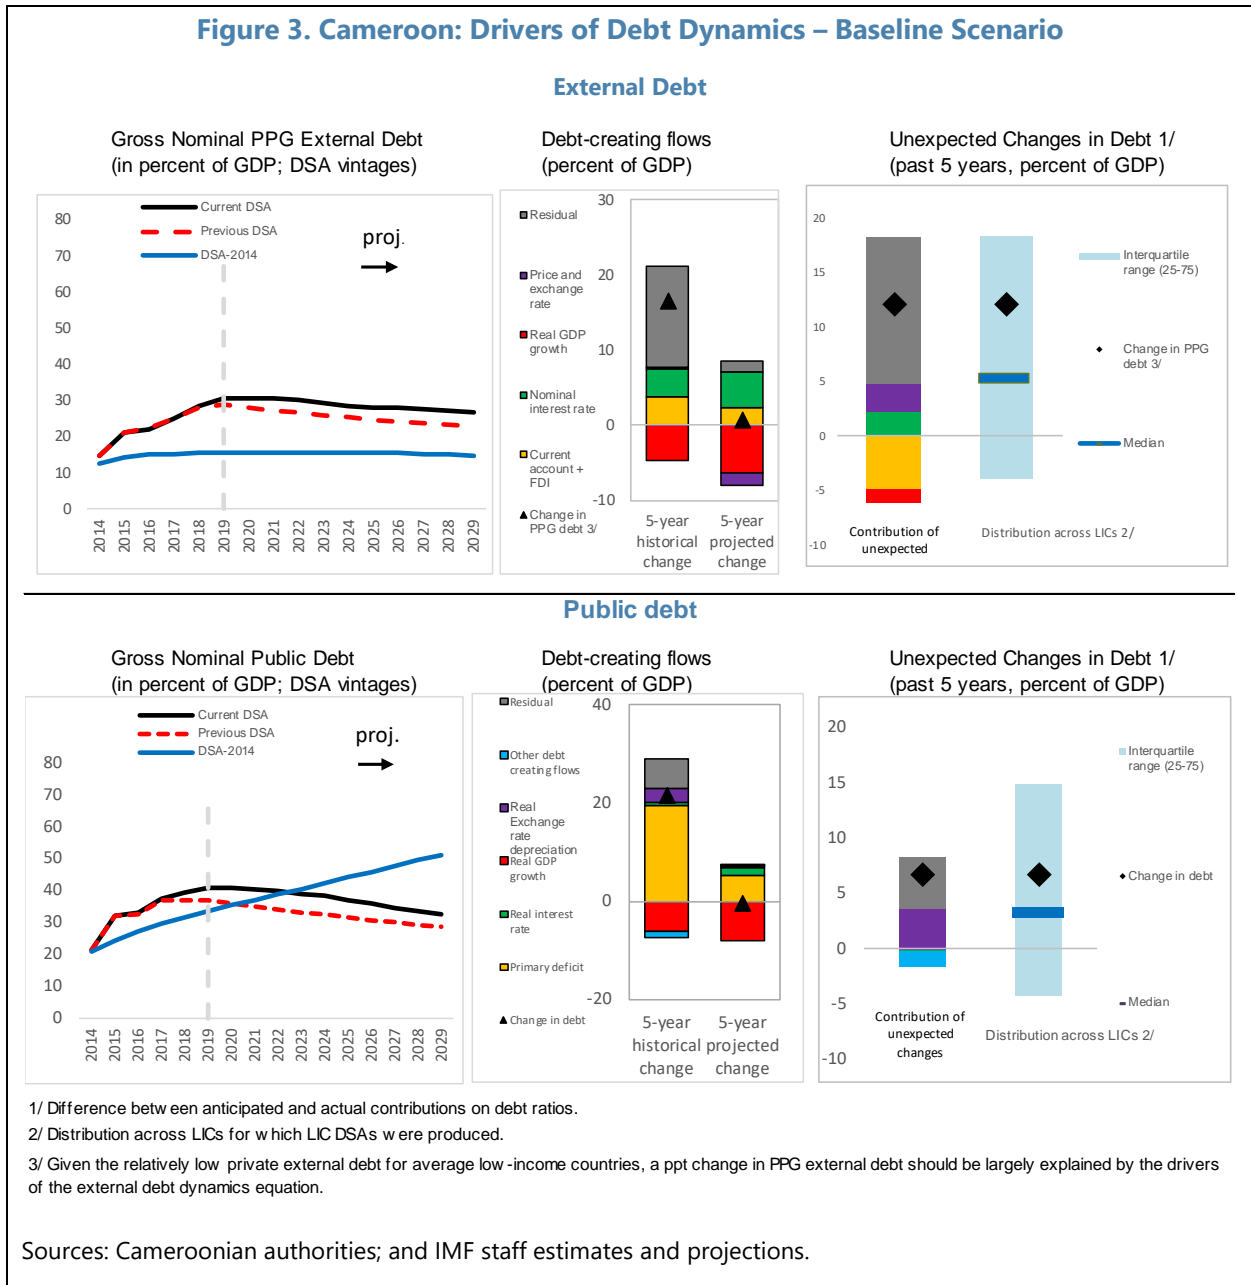 Figure 3. Cameroon: Drivers of Debt Dynamics – Baseline Scenario
External Debt
Gross Nominal PPG External Debt
(in percent of GDP; DSA vintages)
Current DSA
Previous DSA
DSA-2014
proj.
80
70
60
50
40
30
20
10
0
2014
2015
2016
2017
2018
2019
2020
2021
2022
2023
2024
2025
2026
2027
2028
2029
Debt-creating flows
(percent of GDP)
Residual
Price and
exchange
rate
Real GDP
growth
Nominal
interest rate
Current
account +
FDI
Change in
PPG debt 3/
30
20
10
0
-10
5-year
historical
change
5-year
projected
change
Unexpected Changes in Debt 1/
(past 5 years, percent of GDP)
20
15
10
5
0
-5
-10
Contribution of
unexpected
Distribution across LICs 2/
Interquartile
range (25-75)
Change in PPG
debt 3/
Median
Public debt
Gross Nominal Public Debt
(in percent of GDP; DSA vintages)
Current DSA
Previous DSA
DSA-2014
proj.
80
70
60
50
40
30
20
10
0
2014
2015
2016
2017
2018
2019
2020
2021
2022
2023
2024
2025
2026
2027
2028
2029
Debt-creating flows
(percent of GDP)
Residual
Other debt
creating flows
Real
Exchange
rate
depreciation
Real GDP
growth
Real interest
rate
Primary deficit
Change in debt
40
20
0
-20
5-year
historical
change
5-year
projected
change
Unexpected Changes in Debt 1/
(past 5 years, percent of GDP)
20
15
10
5
0
-5
-10
Contribution of
unexpected
changes
Distribution across LICs 2/
Interquartile
range (25-75)
Change in debt
Median
1/ Difference between anticipated and actual contributions on debt ratios.
2/ Distribution across LICs for which LIC DSAs were produced.
3/ Given the relatively low private external debt for average low-income countries, a ppt change in PPG external debt should be largely explained by the drivers
of the external debt dynamics equation.
Sources: Cameroonian authorities; and IMF staff estimates and projections.